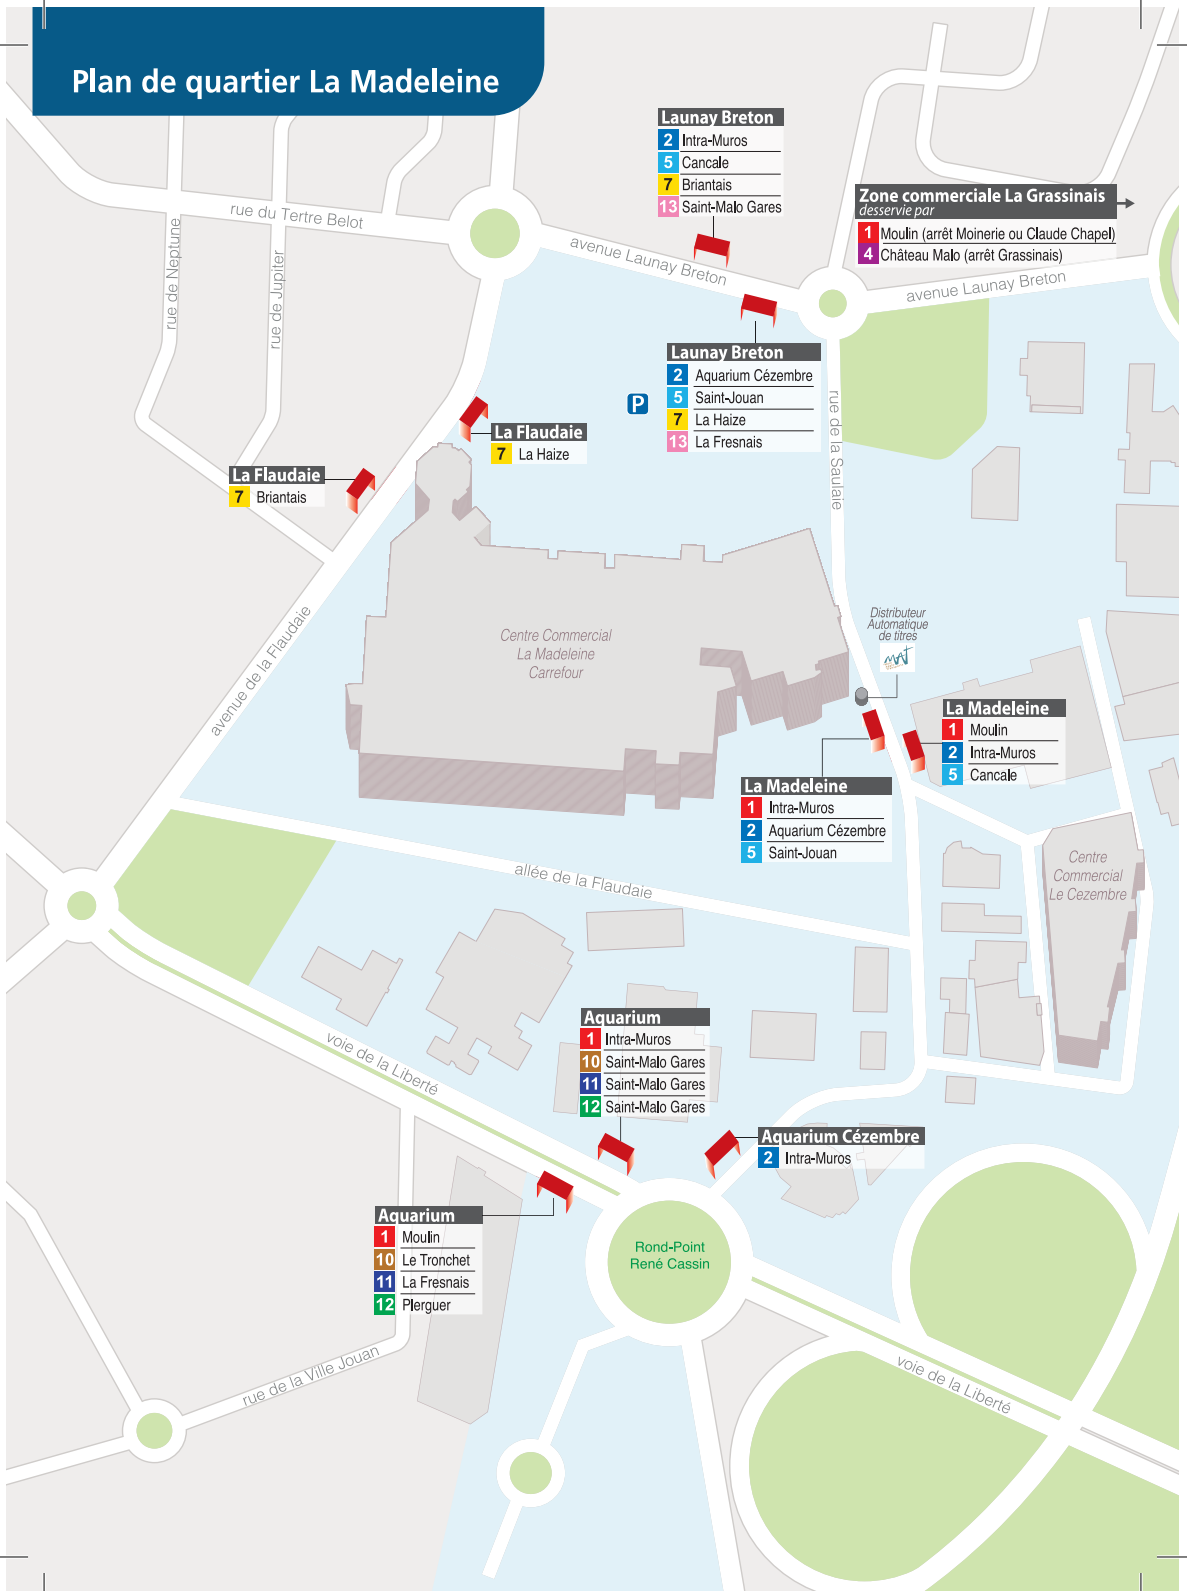 Plan de quartier La Madeleine
Launay Breton
2 Intra-Muros
5 Cancale
7 Briantais
13 Saint-Malo Gares
Zone commerciale La Grassinais
desservie par
1 Moulin (arrêt Moinerie ou Claude Chapel)
4 Château Malo (arrêt Grassinais)
rue du Tertre Belot
avenue Launay Breton
avenue Launay Breton
rue de Neptune
rue de Jupiter
Launay Breton
2 Aquarium Cézembre
5 Saint-Jouan
7 La Haize
13 La Fresnais
P
rue de la Saulaie
La Flaudaie
7 La Haize
La Flaudaie
7 Briantais
avenue de la Flaudaie
Centre Commercial
La Madeleine
Carrefour
Distributeur
Automatique
de titres
MAT
La Madeleine
1 Moulin
2 Intra-Muros
5 Cancale
La Madeleine
1 Intra-Muros
2 Aquarium Cézembre
5 Saint-Jouan
Centre
Commercial
Le Cezembre
allée de la Flaudaie
voie de la Liberté
Aquarium
1 Intra-Muros
10 Saint-Malo Gares
11 Saint-Malo Gares
12 Saint-Malo Gares
Aquarium Cézembre
2 Intra-Muros
Aquarium
1 Moulin
10 Le Tronchet
11 La Fresnais
12 Plerguer
Rond-Point
René Cassin
rue de la Ville Jouan
voie de la Liberté